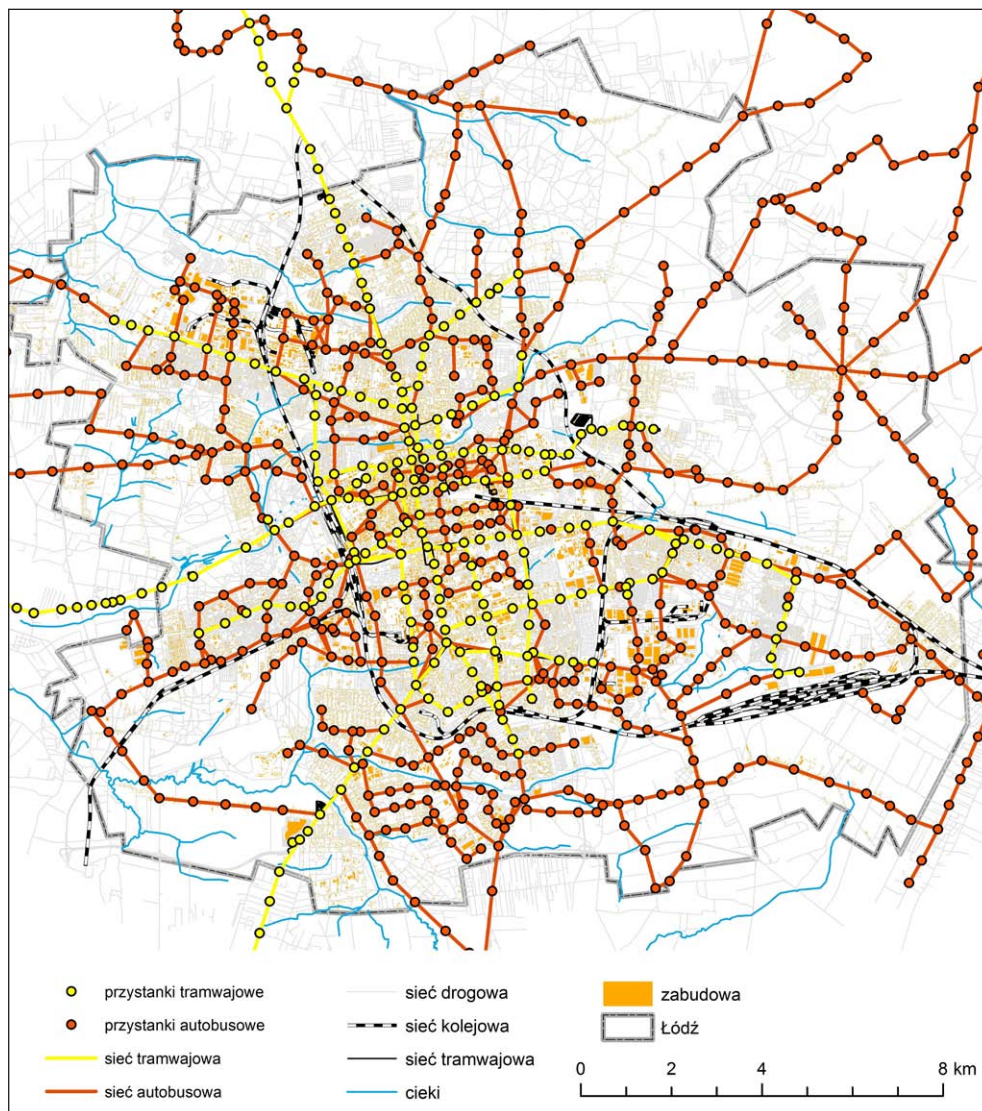 przystanki tramwajowe
przystanki autobusowe
sieć tramwajowa
sieć autobusowa
sieć drogowa
sieć kolejowa
sieć tramwajowa
cieki
zabudowa
Łódź
0 2 4 8 km